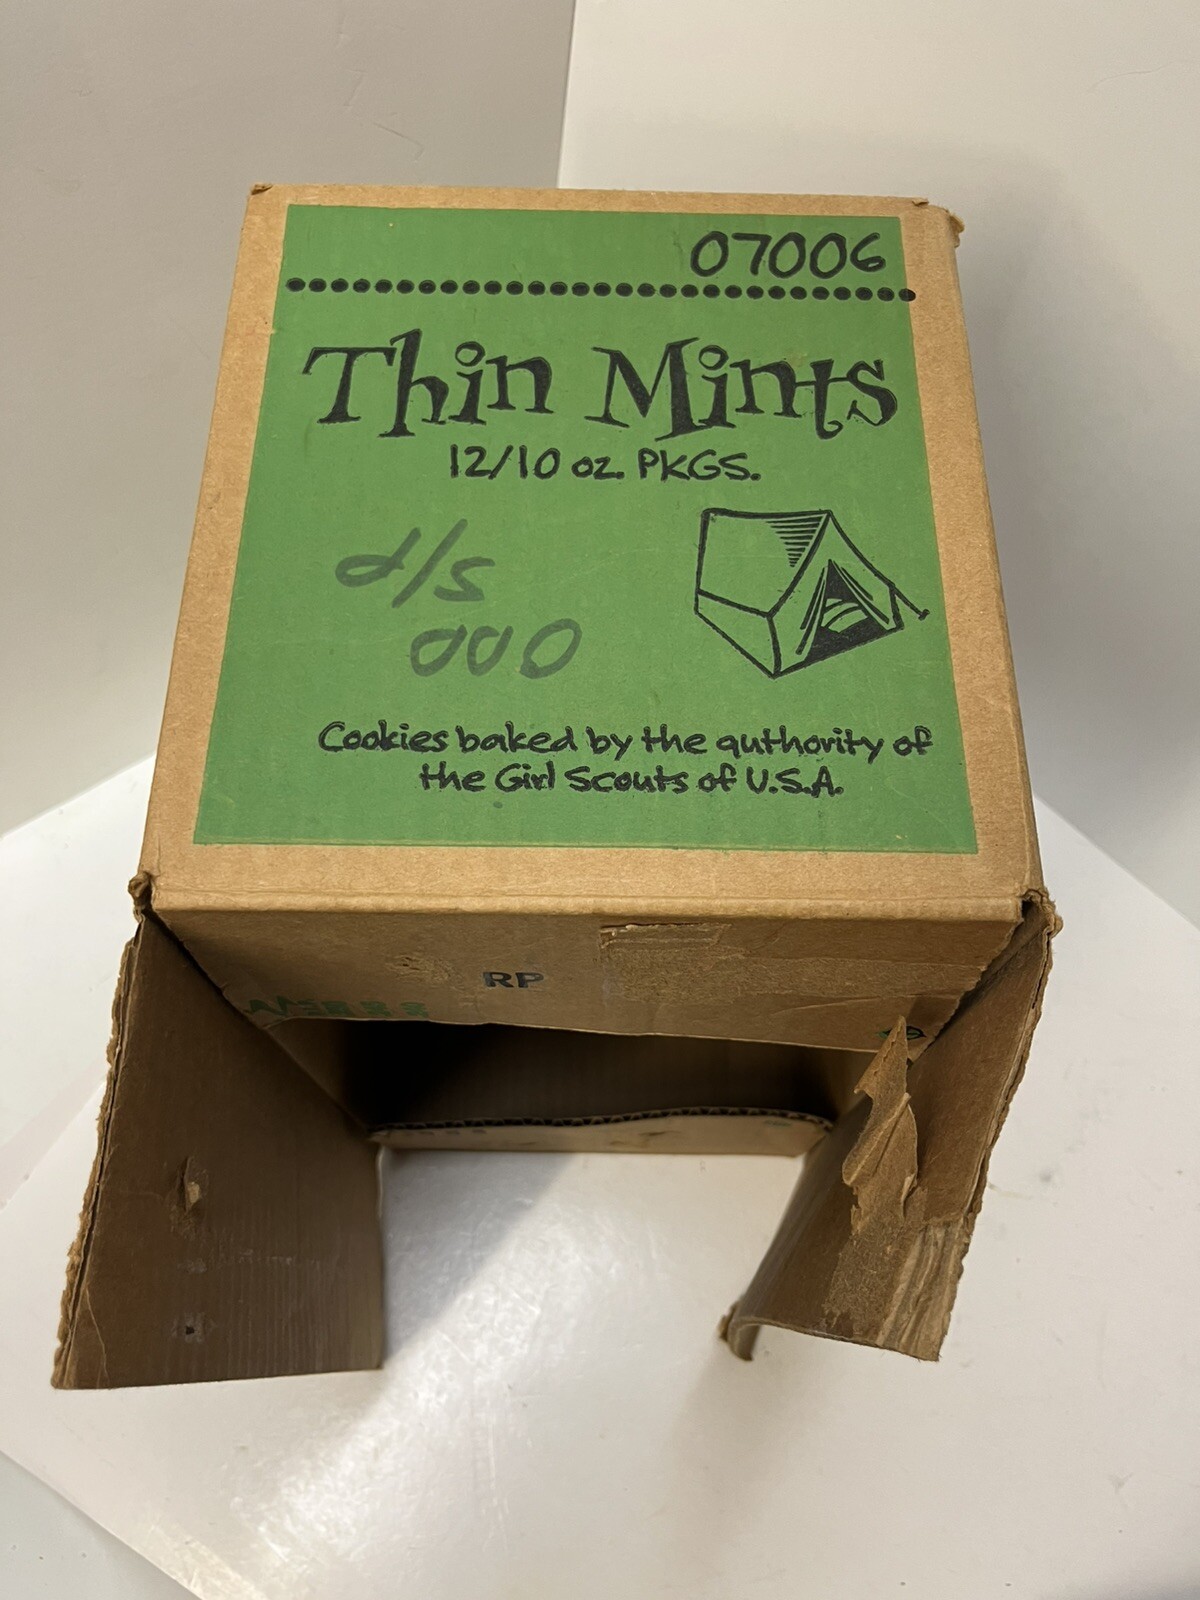 07006
Thin Mints
12/10 oz. PKGS.
d/s
000
Cookies baked by the authority of
the Girl Scouts of U.S.A.
RP